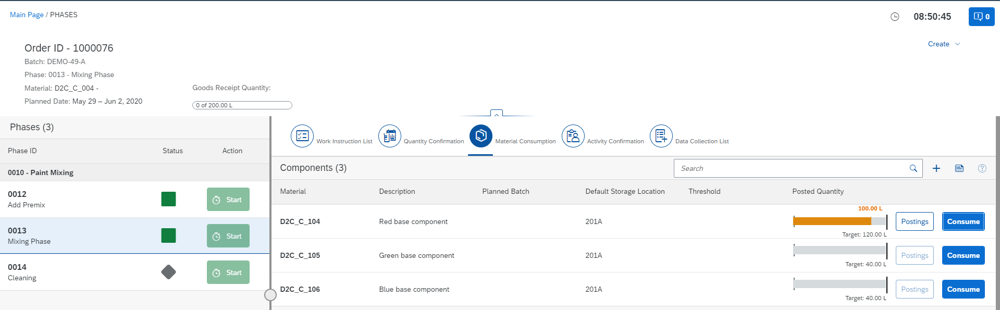 Main Page / PHASES
08:50:45
0
Order ID - 1000076
Create
Batch: DEMO-49-A
Phase: 0013 - Mixing Phase
Material: D2C_C_004 -
Planned Date: May 29 – Jun 2, 2020
Goods Receipt Quantity:
0 of 200.00 L
Phases (3)
Phase ID Status Action
0010 - Paint Mixing
0012
Add Premix
Start
0013
Mixing Phase
Start
0014
Cleaning
Start
Work Instruction List
Quantity Confirmation
Material Consumption
Activity Confirmation
Data Collection List
Components (3)
Search
Material Description Planned Batch Default Storage Location Threshold Posted Quantity
100.00 L
D2C_C_104 Red base component 201A Postings Consume
Target: 120.00 L
D2C_C_105 Green base component 201A Postings Consume
Target: 40.00 L
D2C_C_106 Blue base component 201A Postings Consume
Target: 40.00 L